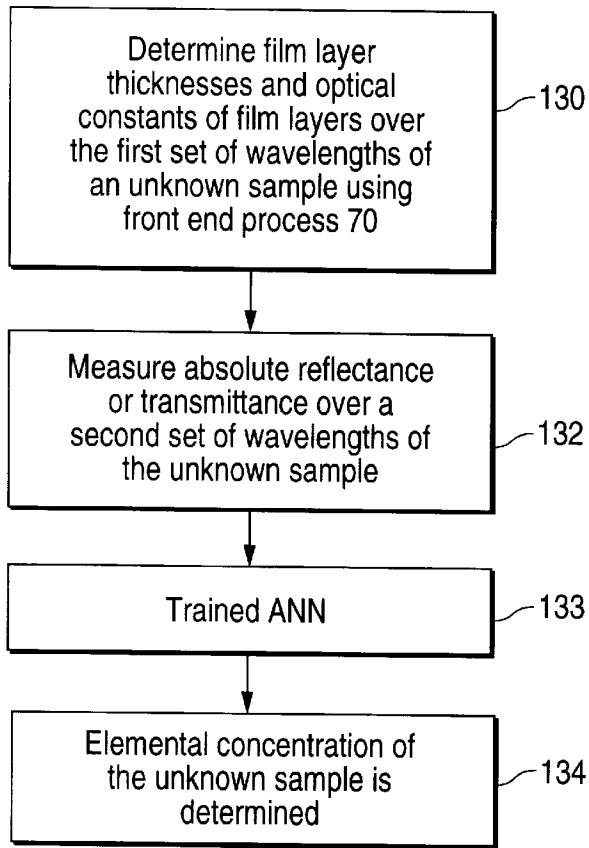 Determine film layer
thicknesses and optical
constants of film layers over
the first set of wavelengths of
an unknown sample using
front end process 70
130
Measure absolute reflectance
or transmittance over a
second set of wavelengths of
the unknown sample
132
Trained ANN
133
Elemental concentration of
the unknown sample is
determined
134